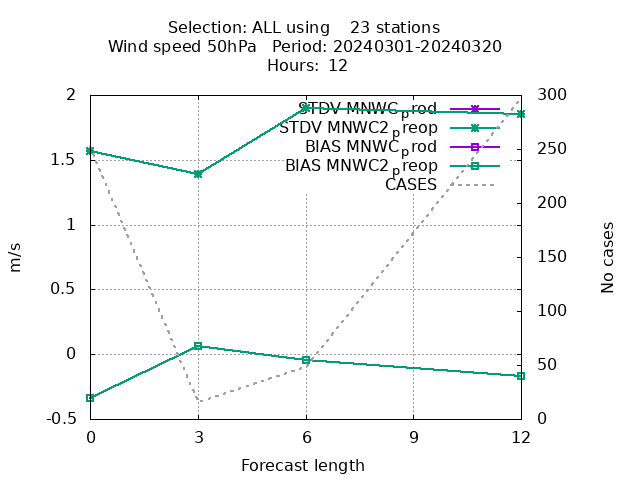 Selection: ALL using    23 stations
Wind speed 50hPa   Period: 20240301-20240320
Hours: 12
STDV MNWC_prod
STDV MNWC2_preop
BIAS MNWC_prod
BIAS MNWC2_preop
CASES
2
1.5
1
0.5
0
-0.5
300
250
200
150
100
50
0
m/s
No cases
0 3 6 9 12
Forecast length